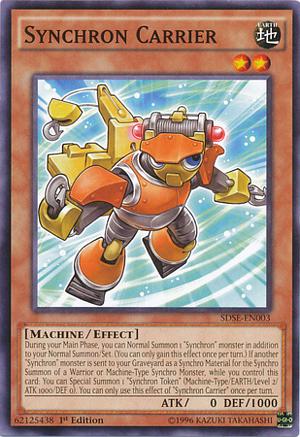 SYNCHRON CARRIER
EARTH
地
SDSE-EN003
[MACHINE/EFFECT]
During your Main Phase, you can Normal Summon 1 "Synchron" monster in addition
to your Normal Summon/Set. (You can only gain this effect once per turn.) If another
"Synchron" monster is sent to your Graveyard as a Synchro Material for the Synchro
Summon of a Warrior or Machine-Type Synchro Monster, while you control this
card: You can Special Summon 1 "Synchron Token" (Machine-Type/EARTH/Level 2/
ATK 1000/DEF 0). You can only use this effect of "Synchron Carrier" once per turn.
ATK/ 0 DEF/1000
62125438 1st Edition ©1996 KAZUKI TAKAHASHI